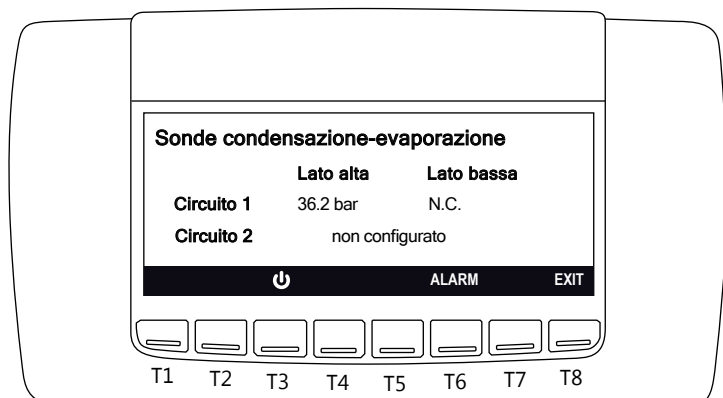 Sonde condensazione-evaporazione
Lato alta Lato bassa
Circuito 1 36.2 bar N.C.
Circuito 2 non configurato
ALARM EXIT
T1 T2 T3 T4 T5 T6 T7 T8